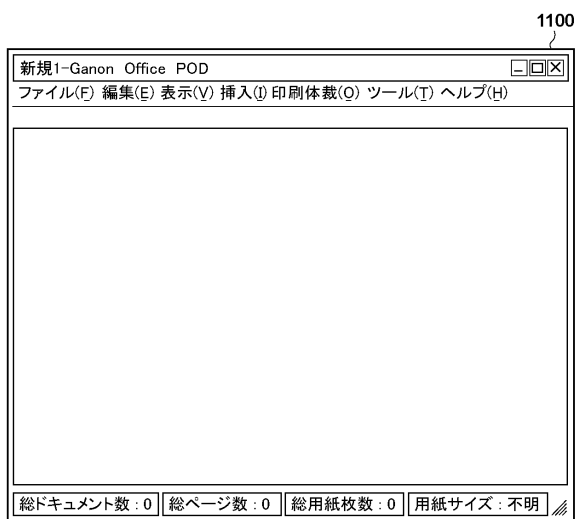 1100
新規1-Ganon Office POD
ファイル(F) 編集(E) 表示(V) 挿入(I) 印刷体裁(O) ツール(T) ヘルプ(H)
総ドキュメント数：0 総ページ数：0 総用紙枚数：0 用紙サイズ：不明